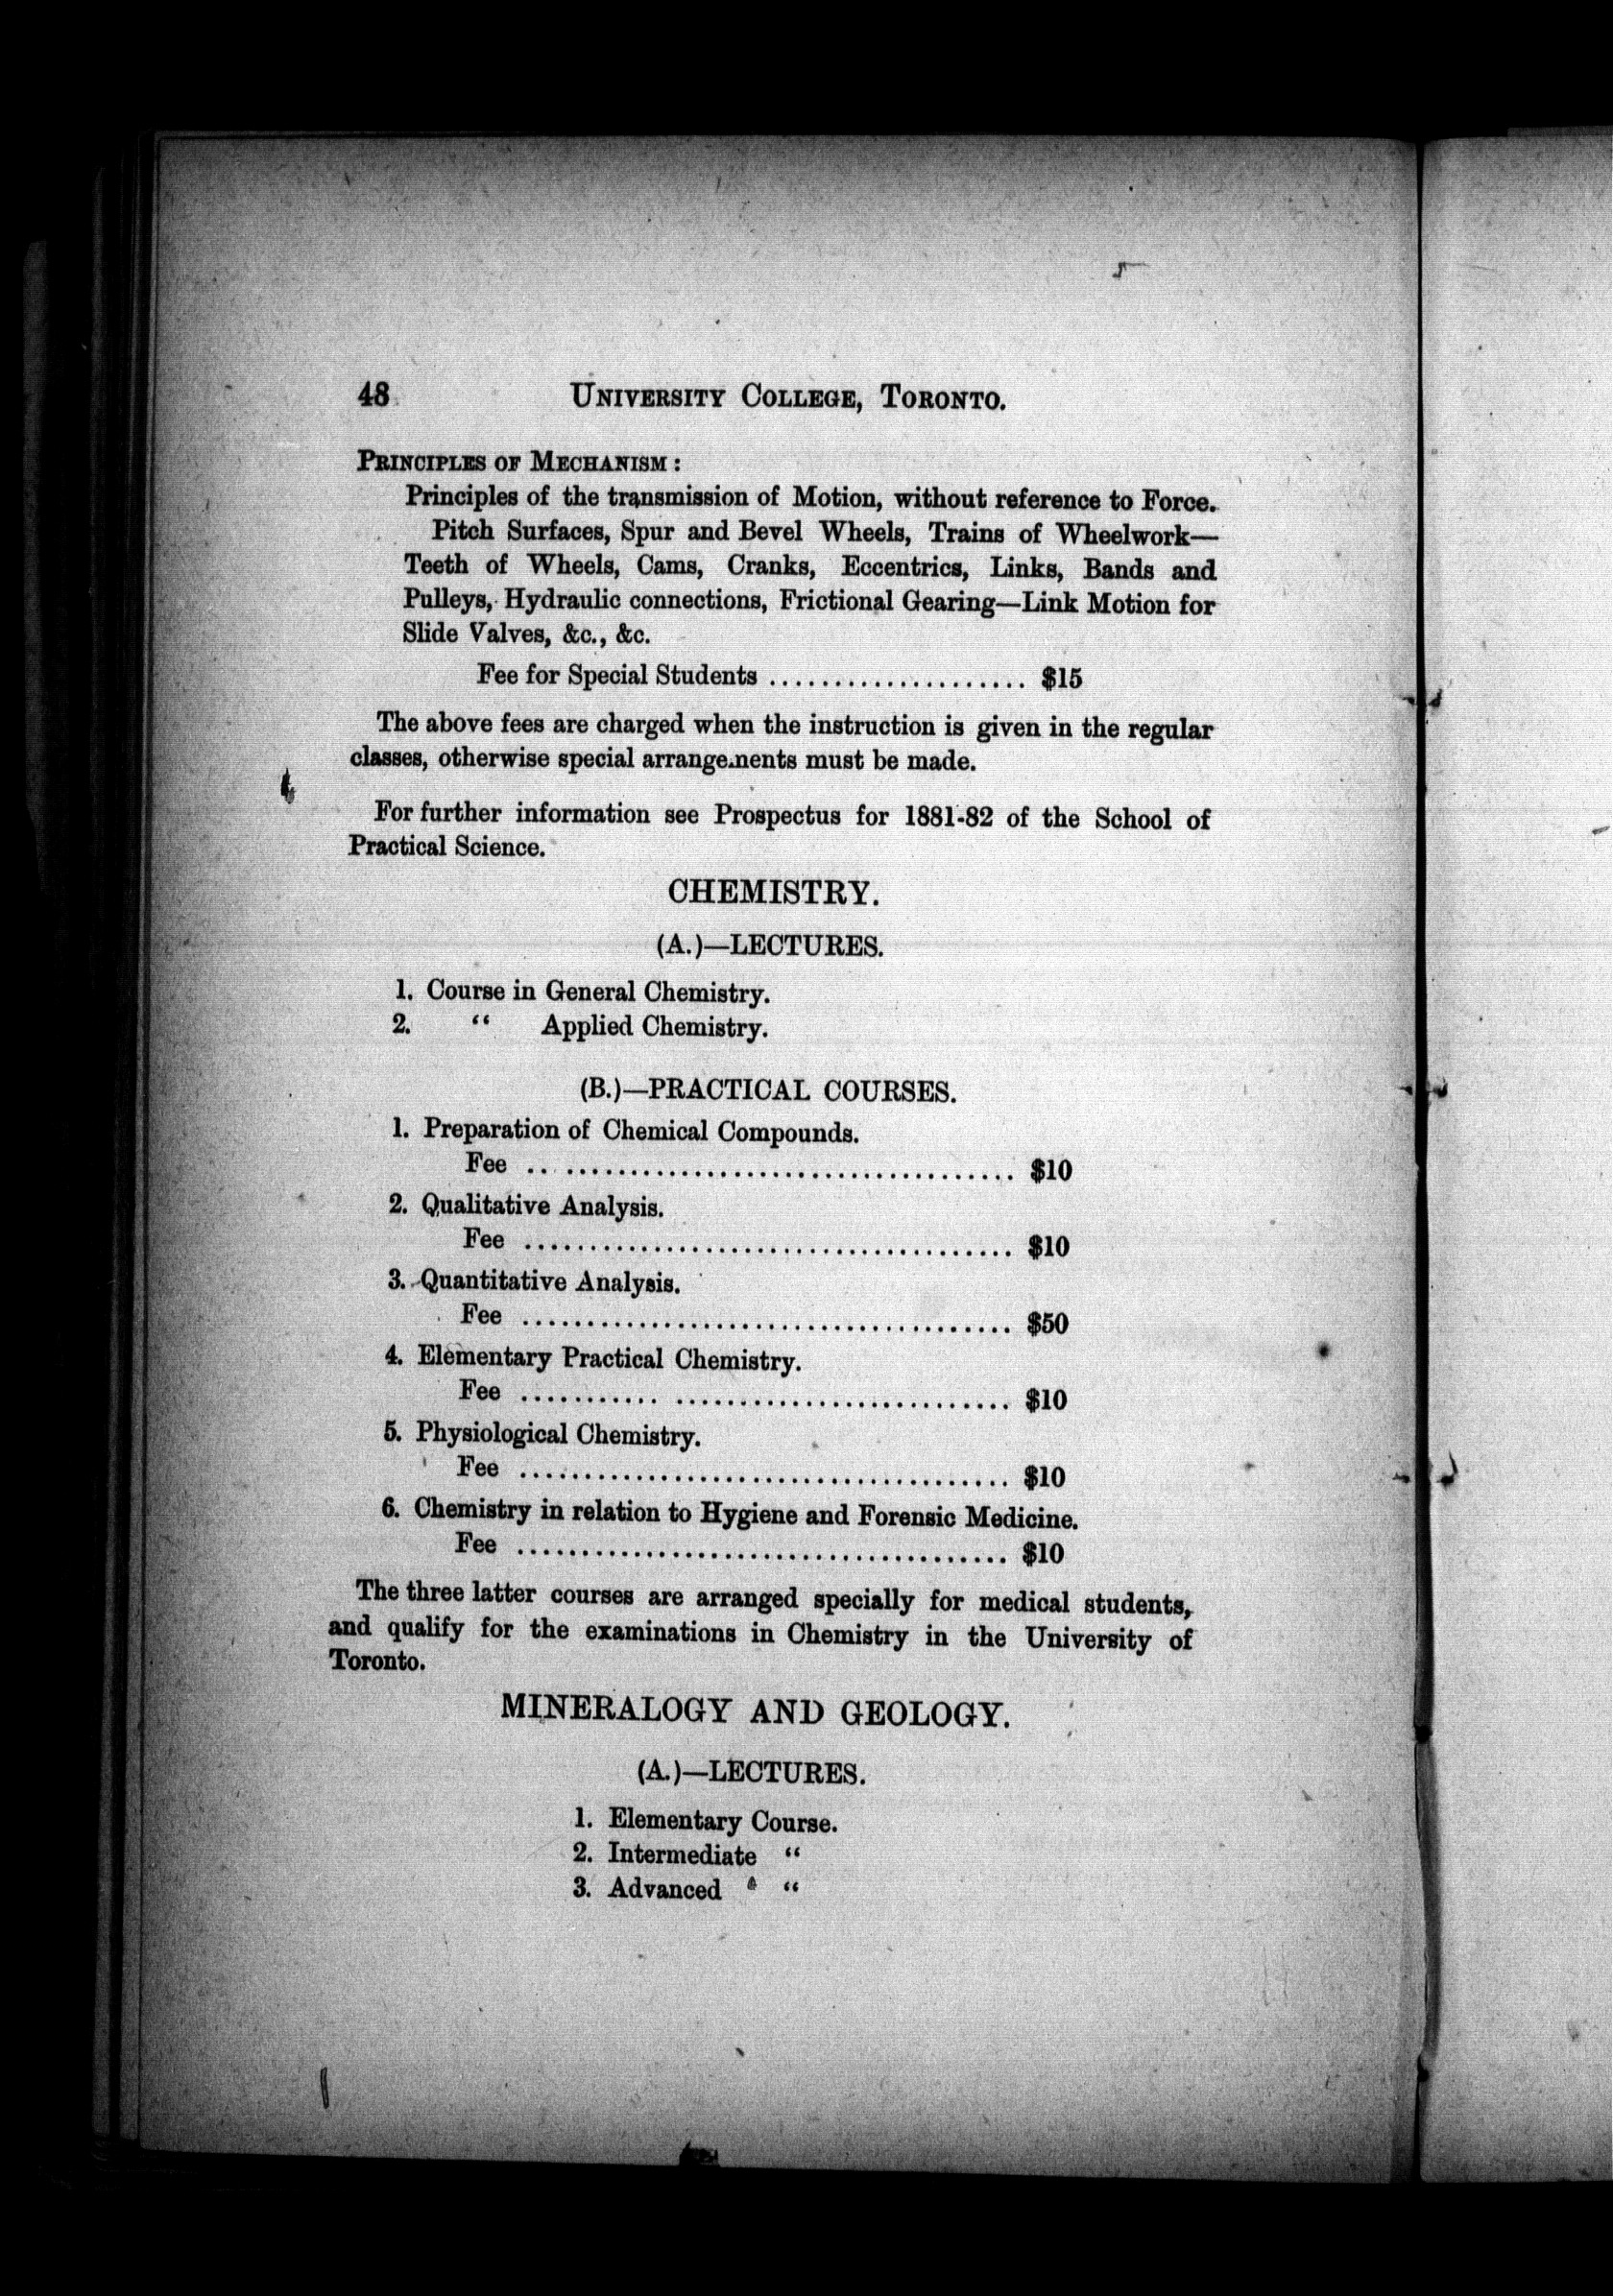 48 UNIVERSITY COLLEGE, TORONTO.
PRINCIPLES OF MECHANISM :
Principles of the transmission of Motion, without reference to Force.
Pitch Surfaces, Spur and Bevel Wheels, Trains of Wheelwork—
Teeth of Wheels, Cams, Cranks, Eccentrics, Links, Bands and
Pulleys, Hydraulic connections, Frictional Gearing—Link Motion for
Slide Valves, &c., &c.
Fee for Special Students .................... $15
The above fees are charged when the instruction is given in the regular
classes, otherwise special arrangements must be made.
For further information see Prospectus for 1881-82 of the School of
Practical Science.
CHEMISTRY.
(A.)—LECTURES.
1. Course in General Chemistry.
2. “ Applied Chemistry.
(B.)—PRACTICAL COURSES.
1. Preparation of Chemical Compounds.
Fee .. ................................... $10
2. Qualitative Analysis.
Fee ...................................... $10
3. Quantitative Analysis.
Fee ...................................... $50
4. Elementary Practical Chemistry.
Fee ........... .......................... $10
5. Physiological Chemistry.
Fee ...................................... $10
6. Chemistry in relation to Hygiene and Forensic Medicine.
Fee ...................................... $10
The three latter courses are arranged specially for medical students,
and qualify for the examinations in Chemistry in the University of
Toronto.
MINERALOGY AND GEOLOGY.
(A.)—LECTURES.
1. Elementary Course.
2. Intermediate “
3. Advanced “